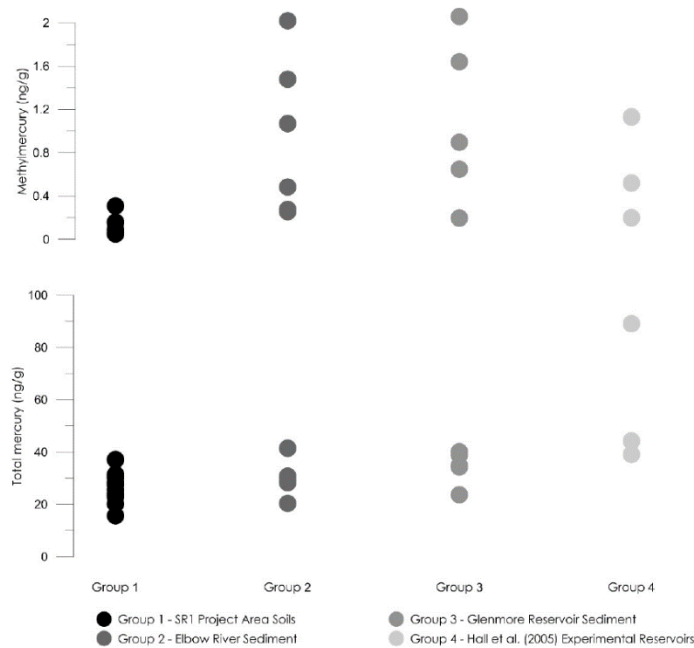 Methylmercury (ng/g)
2
1.6
1.2
0.8
0.4
0
Total mercury (ng/g)
100
80
60
40
20
0
Group 1
Group 2
Group 3
Group 4
Group 1 - SR1 Project Area Soils
Group 2 - Elbow River Sediment
Group 3 - Glenmore Reservoir Sediment
Group 4 - Hall et al. (2005) Experimental Reservoirs